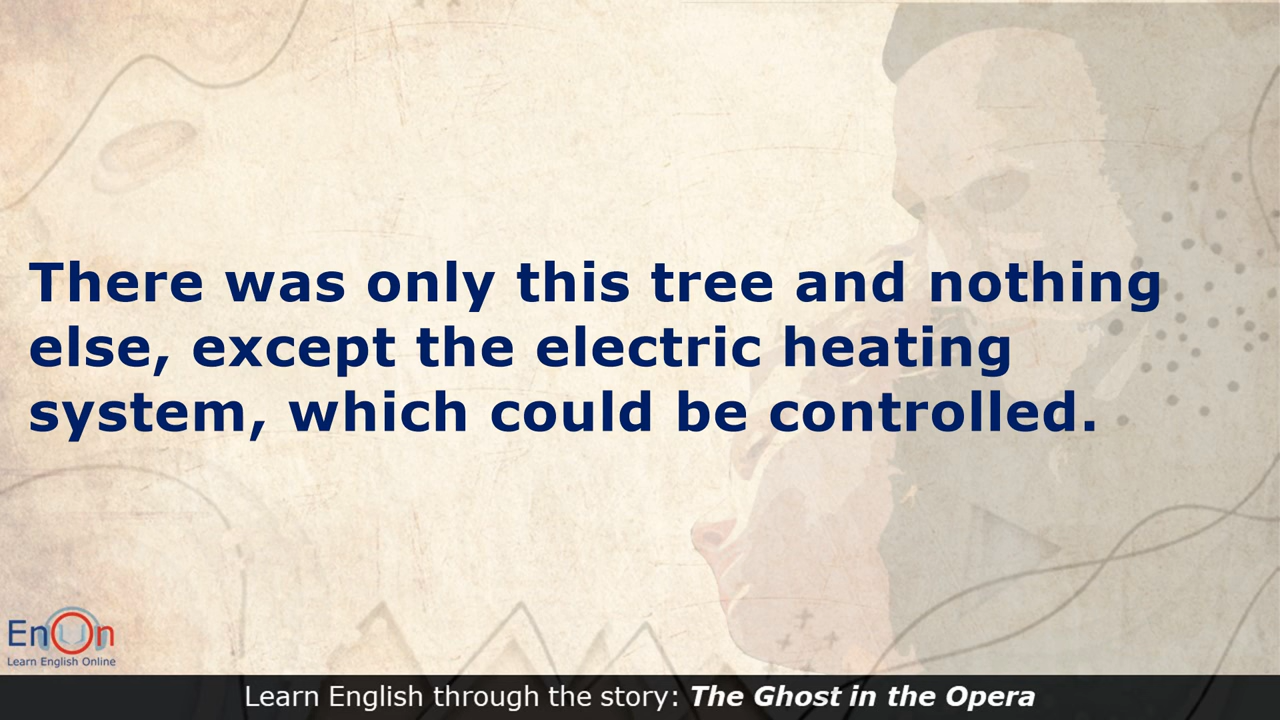 There was only this tree and nothing
else, except the electric heating
system, which could be controlled.
EnOn
Learn English Online
Learn English through the story: The Ghost in the Opera